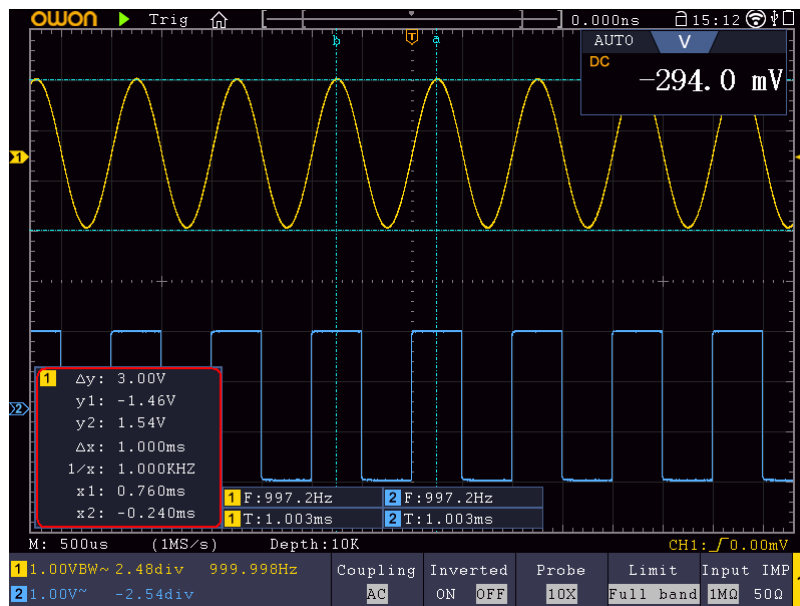 OWON Trig 0.000ns 15:12
b T a
AUTO V
DC
-294.0 mV
1
2
1 Δy: 3.00V
y1: -1.46V
y2: 1.54V
Δx: 1.000ms
1/x: 1.000KHZ
x1: 0.760ms
x2: -0.240ms
1 F:997.2Hz 2 F:997.2Hz
1 T:1.003ms 2 T:1.003ms
M: 500us (1MS/s) Depth:10K CH1: 0.00mV
1 1.00VBW~ 2.48div 999.998Hz Coupling Inverted Probe Limit Input IMP
2 1.00V~ -2.54div AC ON OFF 10X Full band 1MΩ 50Ω